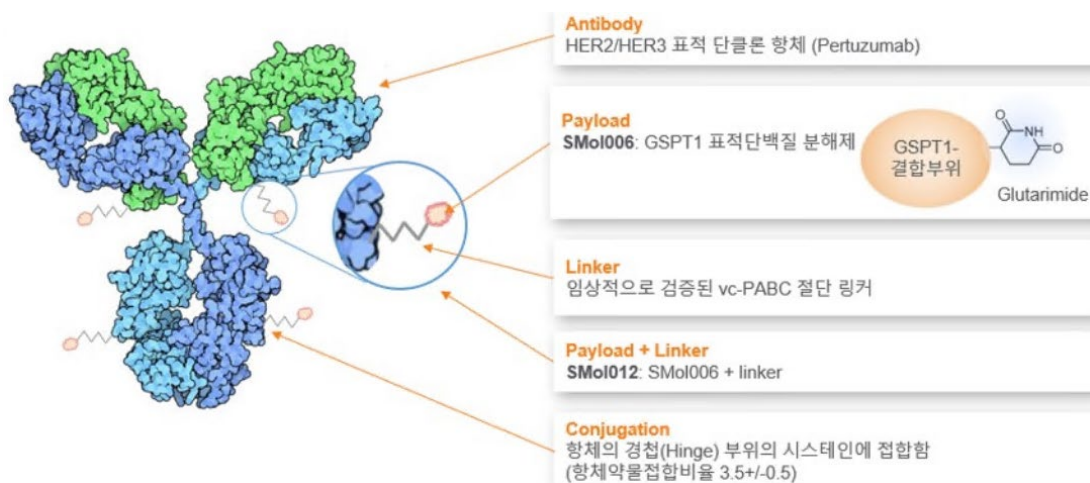 Antibody
HER2/HER3 표적 단클론 항체 (Pertuzumab)
Payload
SMol006: GSPT1 표적단백질 분해제
GSPT1-
결합부위
O
NH
O
Glutarimide
Linker
임상적으로 검증된 vc-PABC 절단 링커
Payload + Linker
SMol012: SMol006 + linker
Conjugation
항체의 경첩(Hinge) 부위의 시스테인에 접합함
(항체약물접합비율 3.5+/-0.5)